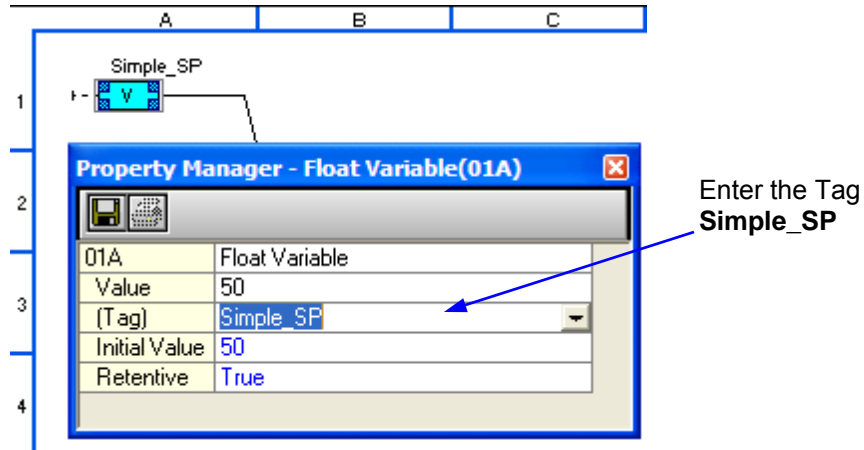 A B C
Simple_SP
1
V
Property Manager - Float Variable(01A)
2
01A Float Variable
Value 50
3
(Tag) Simple_SP
Initial Value 50
Retentive True
4
Enter the Tag
Simple_SP